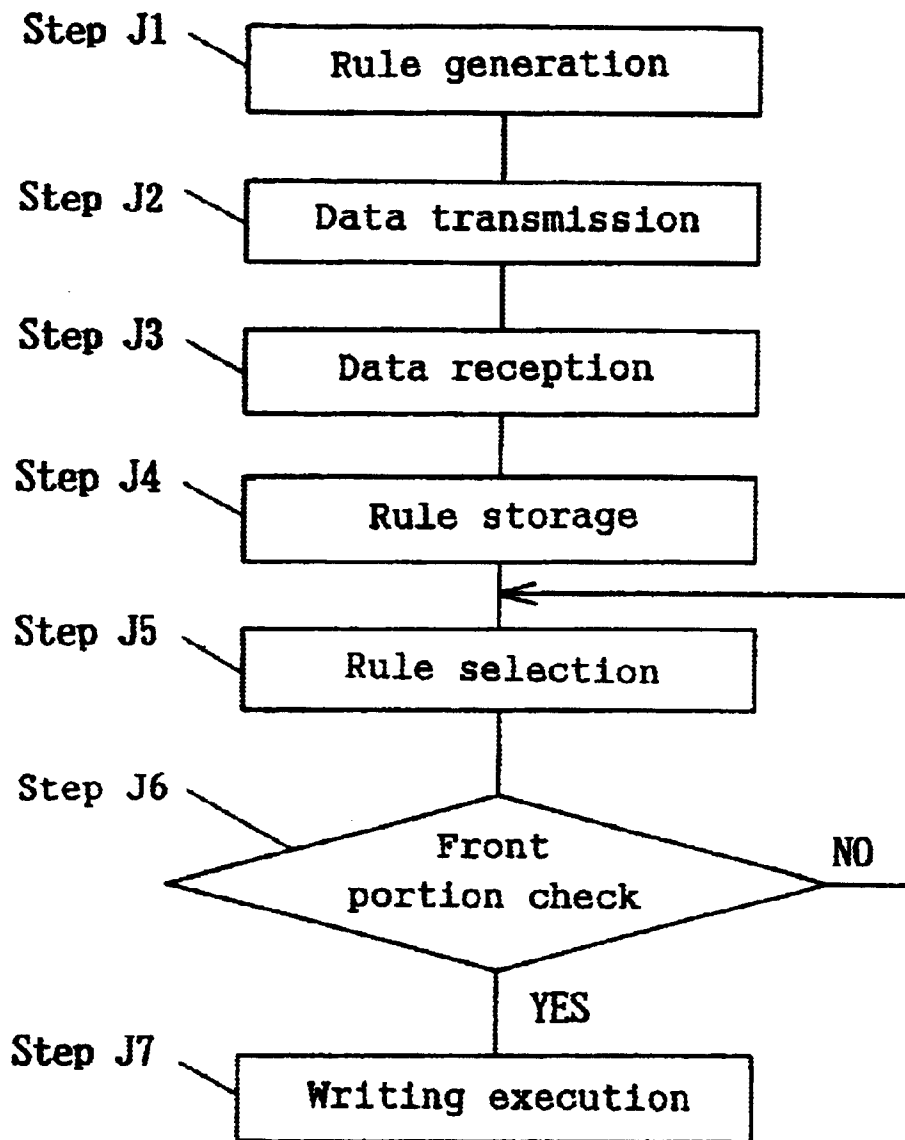 Step J1
Rule generation
Step J2
Data transmission
Step J3
Data reception
Step J4
Rule storage
Step J5
Rule selection
Step J6
Front
portion check
NO
YES
Step J7
Writing execution